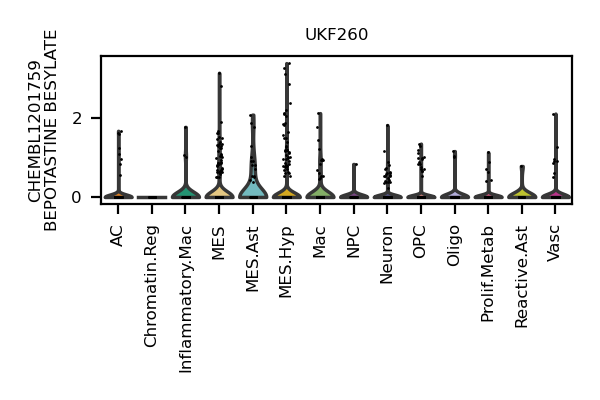 UKF260
CHEMBL1201759
BEPOTASTINE BESYLATE
2
0
AC
Chromatin.Reg
Inflammatory.Mac
MES
MES.Ast
MES.Hyp
Mac
NPC
Neuron
OPC
Oligo
Prolif.Metab
Reactive.Ast
Vasc